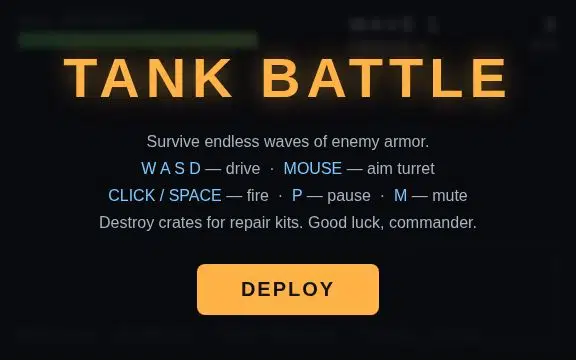 TANK BATTLE
Survive endless waves of enemy armor.
W A S D — drive · MOUSE — aim turret
CLICK / SPACE — fire · P — pause · M — mute
Destroy crates for repair kits. Good luck, commander.
DEPLOY